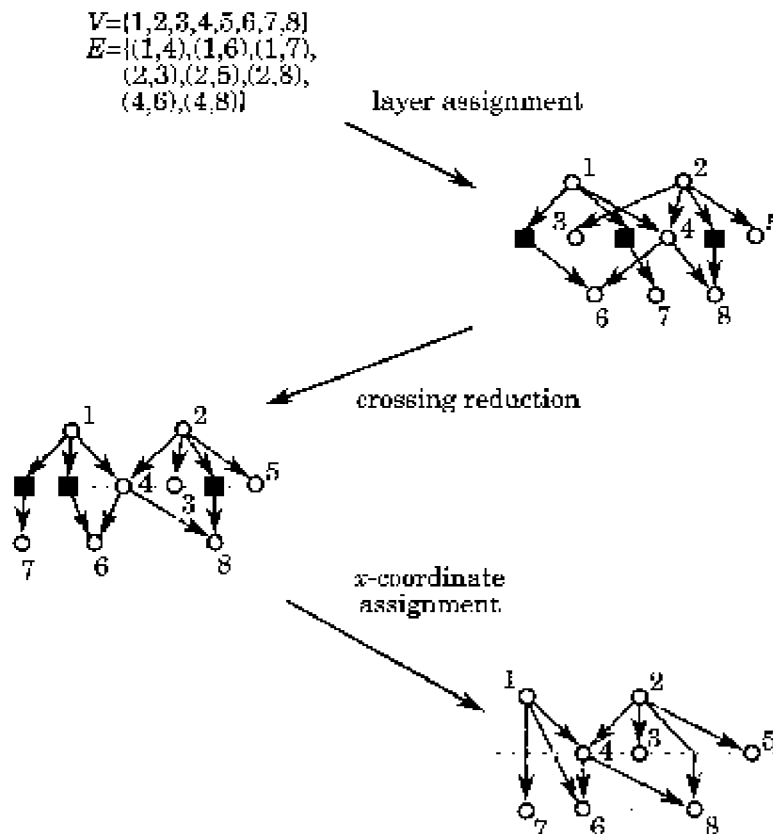 V={1,2,3,4,5,6,7,8}
E={(1,4),(1,6),(1,7),
(2,3),(2,5),(2,8),
(4,6),(4,8)}
layer assignment
1 2
3 4 5
6 7 8
crossing reduction
1 2
4 3 5
7 6 8
x-coordinate
assignment
1 2
4 3 5
7 6 8